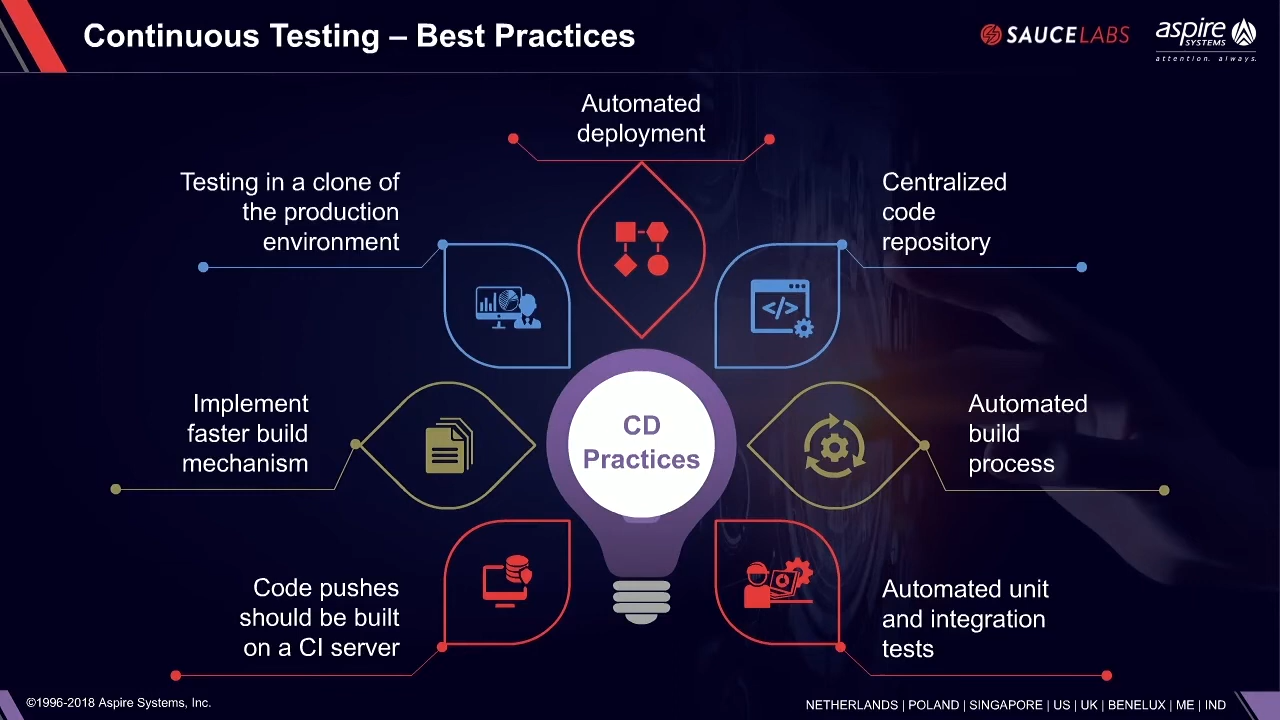 Continuous Testing – Best Practices
SAUCELABS
aspire
SYSTEMS
attention. always.
Automated
deployment
Testing in a clone of
the production
environment
Centralized
code
repository
</>
Implement
faster build
mechanism
CD
Practices
Automated
build
process
Code pushes
should be built
on a CI server
Automated unit
and integration
tests
©1996-2018 Aspire Systems, Inc.
NETHERLANDS | POLAND | SINGAPORE | US | UK | BENELUX | ME | IND